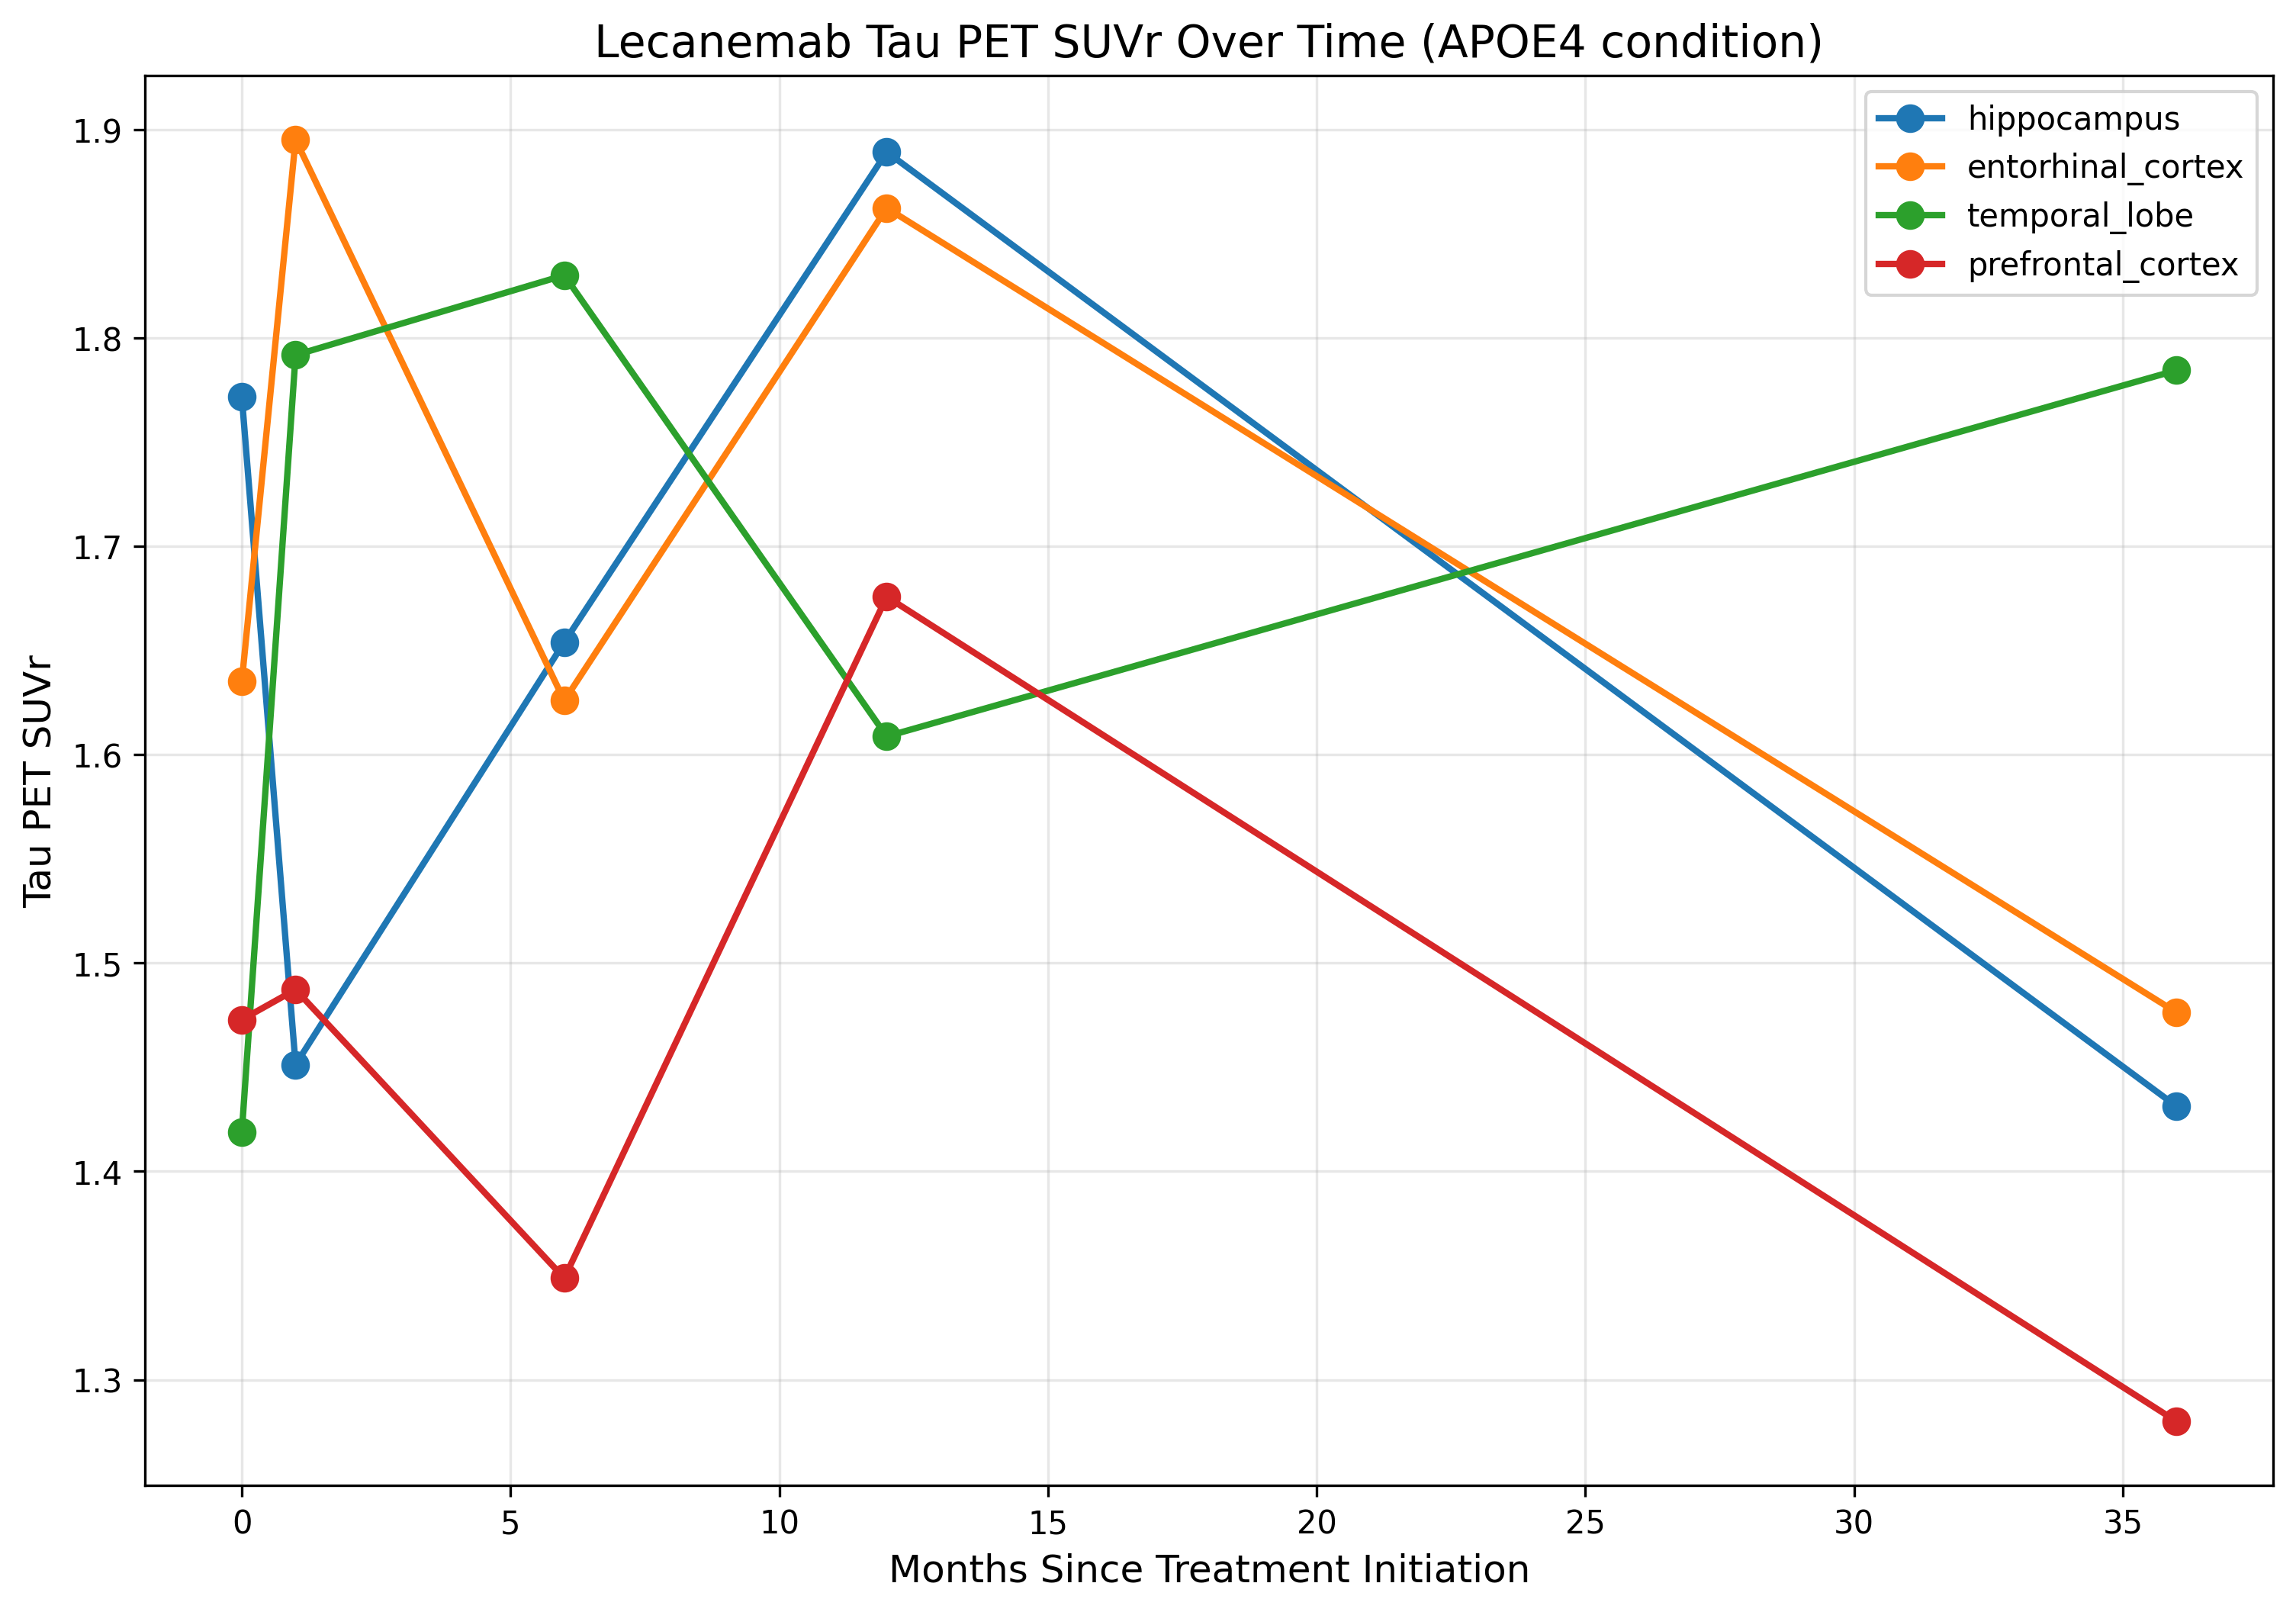 Lecanemab Tau PET SUVr Over Time (APOE4 condition)
hippocampus
entorhinal_cortex
temporal_lobe
prefrontal_cortex
Tau PET SUVr
1.9
1.8
1.7
1.6
1.5
1.4
1.3
0 5 10 15 20 25 30 35
Months Since Treatment Initiation